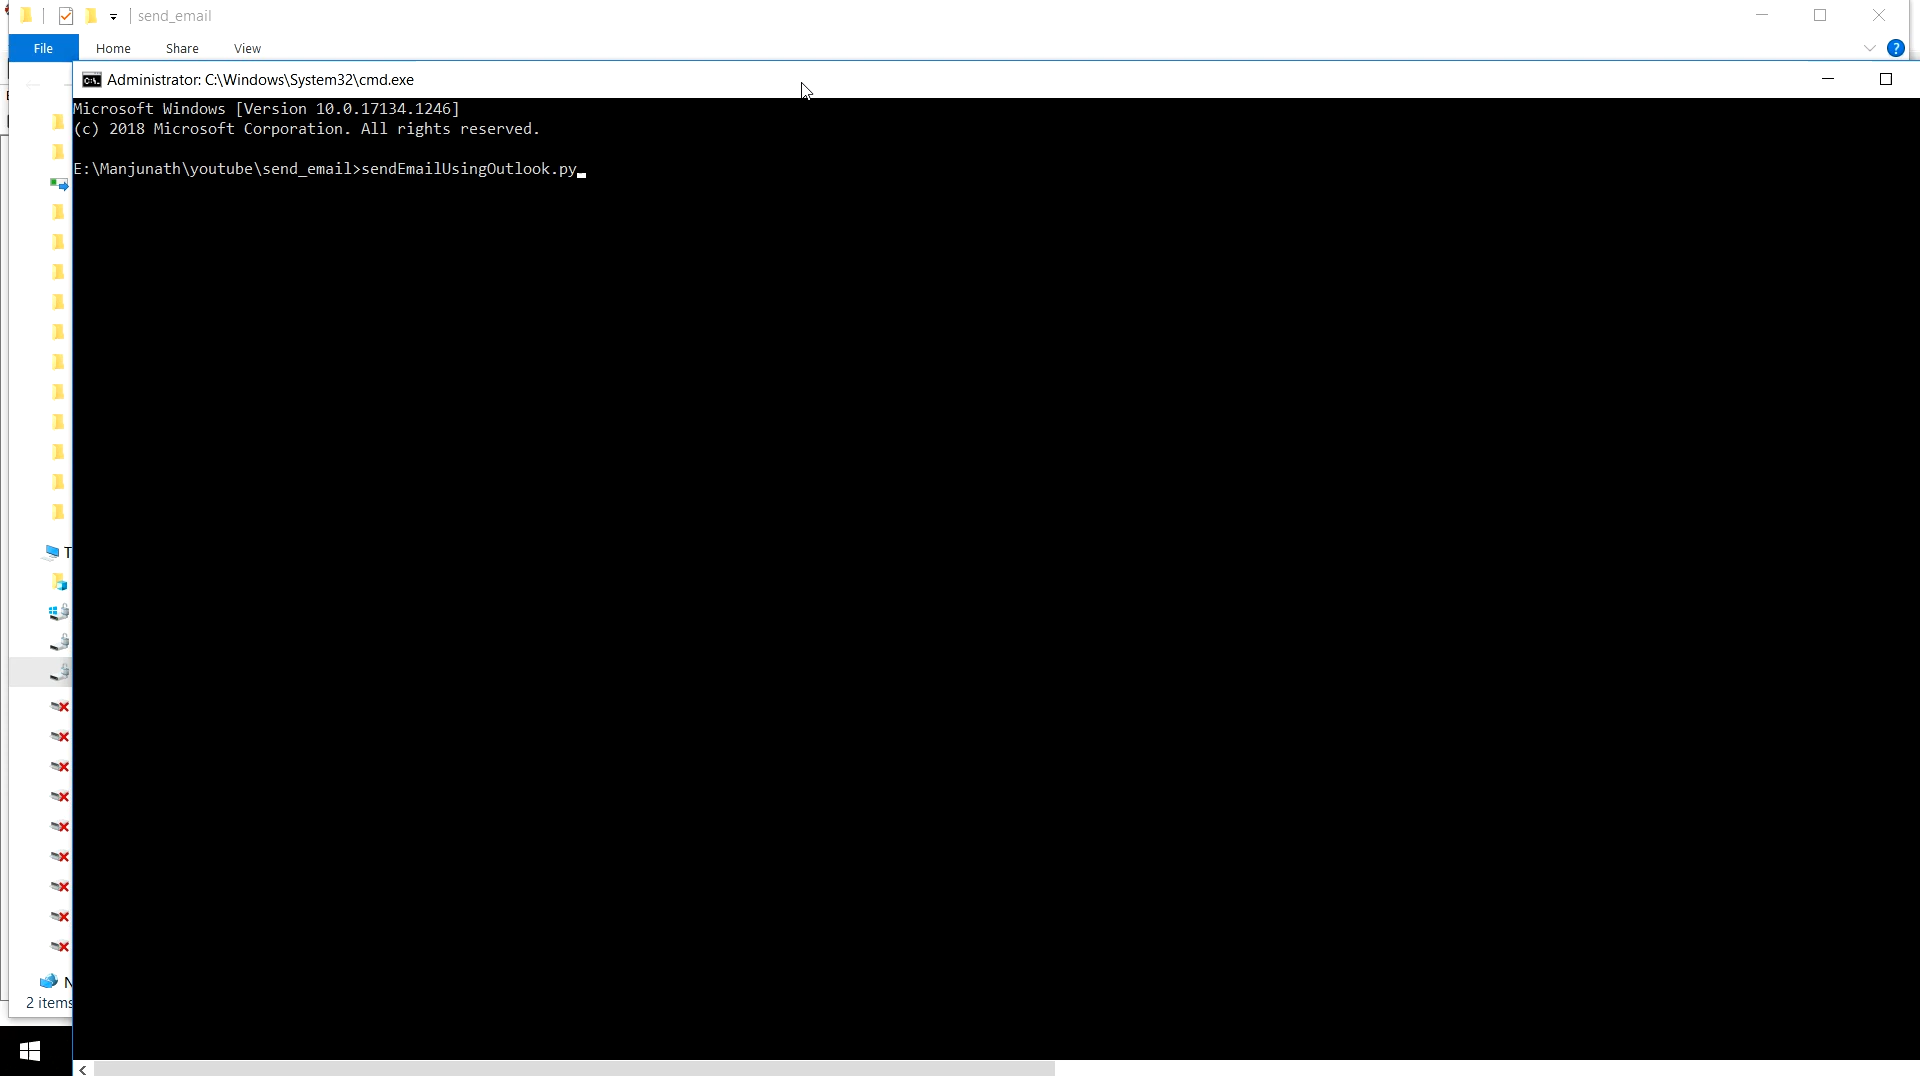 send_email
File Home Share View
Administrator: C:\Windows\System32\cmd.exe
Microsoft Windows [Version 10.0.17134.1246]
(c) 2018 Microsoft Corporation. All rights reserved.
E:\Manjunath\youtube\send_email>sendEmailUsingOutlook.py
T
N
2 items